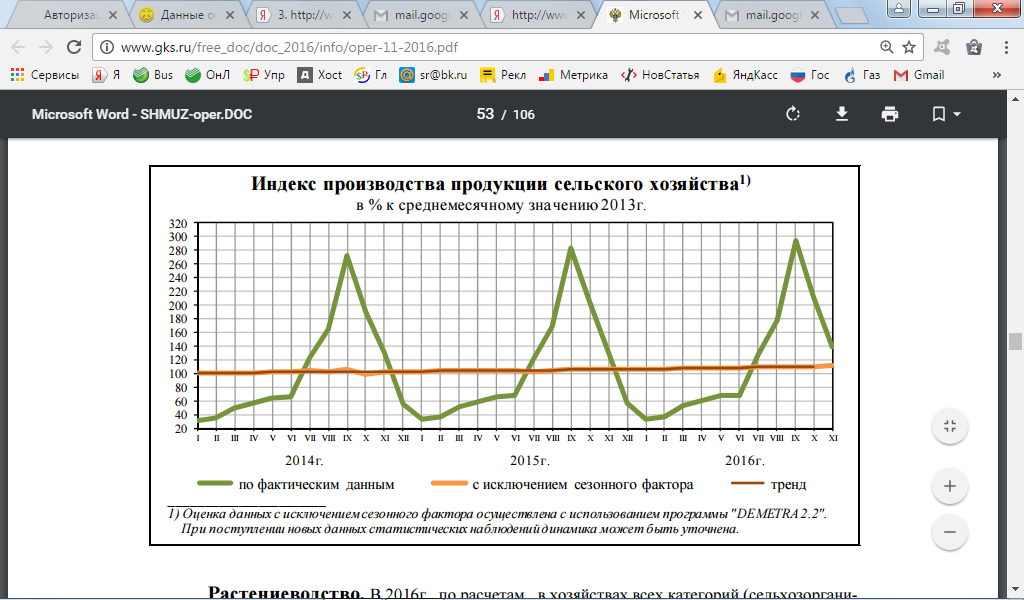 Авториза
Данные о
3. http://w
mail.goog
http://ww
Microsoft
mail.goog
www.gks.ru/free_doc/doc_2016/info/oper-11-2016.pdf
Сервисы Я Bus ОнЛ Упр Хост Гл sr@bk.ru Рекл Метрика НовСтатья ЯндКасс Гос Газ Gmail »
Microsoft Word - SHMUZ-oper.DOC 53 / 106
Индекс производства продукции сельского хозяйства1)
в % к среднемесячному значению 2013г.
320
300
280
260
240
220
200
180
160
140
120
100
80
60
40
20
I II III IV V VI VII VIII IX X XI XII I II III IV V VI VII VIII IX X XI XII I II III IV V VI VII VIII IX X XI
2014г. 2015г. 2016г.
по фактическим данным с исключением сезонного фактора тренд
1) Оценка данных с исключением сезонного фактора осуществлена с использованием программы "DEMETRA 2.2".
При поступлении новых данных статистических наблюдений динамика может быть уточнена.
Растениеводство. В 2016г., по расчетам, в хозяйствах всех категорий (сельхозоргани-